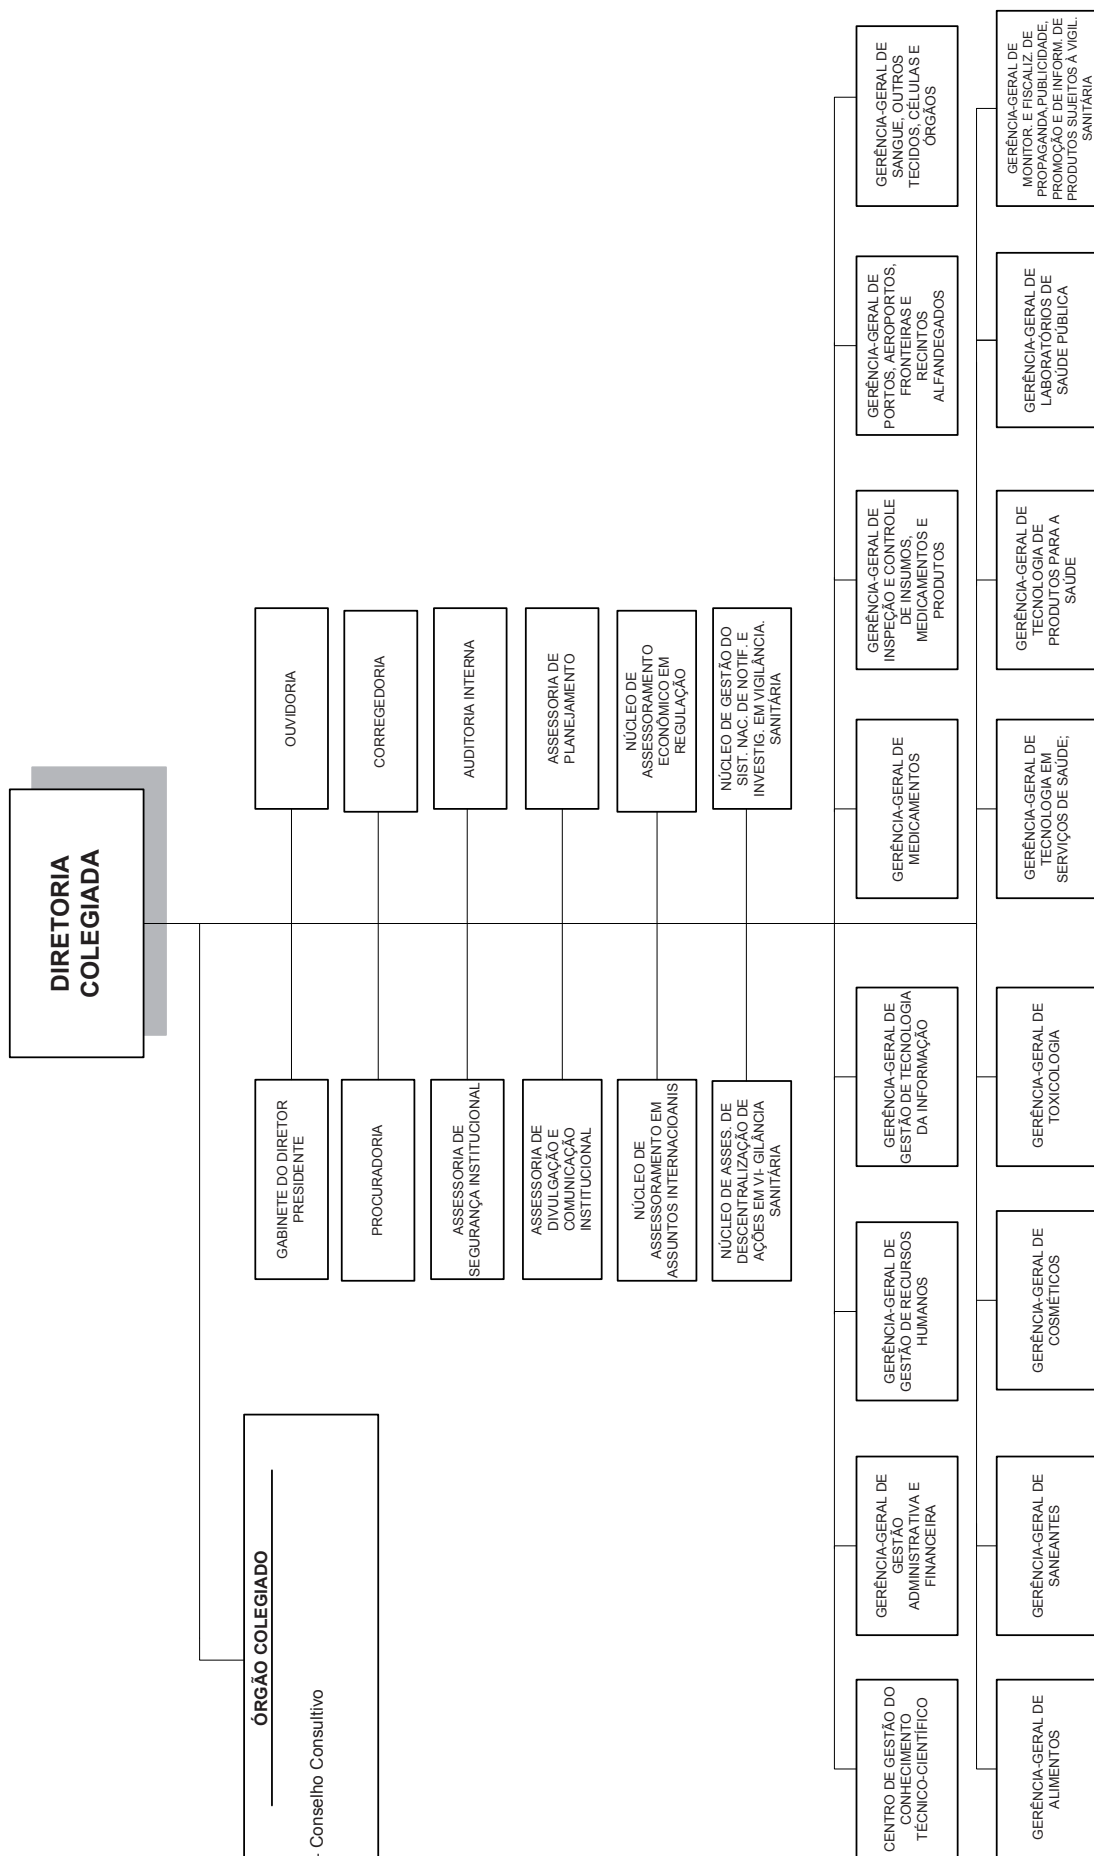 DIRETORIA
COLEGIADA
ÓRGÃO COLEGIADO
- Conselho Consultivo
GABINETE DO DIRETOR
PRESIDENTE
OUVIDORIA
PROCURADORIA
CORREGEDORIA
ASSESSORIA DE
SEGURANÇA INSTITUCIONAL
AUDITORIA INTERNA
ASSESSORIA DE
DIVULGAÇÃO E
COMUNICAÇÃO
INSTITUCIONAL
ASSESSORIA DE
PLANEJAMENTO
NÚCLEO DE
ASSESSORAMENTO EM
ASSUNTOS INTERNACIOANIS
NÚCLEO DE
ASSESSORAMENTO
ECONÔMICO EM
REGULAÇÃO
NÚCLEO DE ASSES. DE
DESCENTRALIZAÇÃO DE
AÇÕES EM VI- GILÂNCIA
SANITÁRIA
NÚCLEO DE GESTÃO DO
SIST. NAC. DE NOTIF. E
INVESTIG. EM VIGILÂNCIA.
SANITÁRIA
CENTRO DE GESTÃO DO
CONHECIMENTO
TÉCNICO-CIENTÍFICO
GERÊNCIA-GERAL DE
GESTÃO
ADMINISTRATIVA E
FINANCEIRA
GERÊNCIA-GERAL DE
GESTÃO DE RECURSOS
HUMANOS
GERÊNCIA-GERAL DE
GESTÃO DE TECNOLOGIA
DA INFORMAÇÃO
GERÊNCIA-GERAL DE
MEDICAMENTOS
GERÊNCIA-GERAL DE
INSPEÇÃO E CONTROLE
DE INSUMOS,
MEDICAMENTOS E
PRODUTOS
GERÊNCIA-GERAL DE
PORTOS, AEROPORTOS,
FRONTEIRAS E
RECINTOS
ALFANDEGADOS
GERÊNCIA-GERAL DE
SANGUE, OUTROS
TECIDOS, CÉLULAS E
ÓRGÃOS
GERÊNCIA-GERAL DE
ALIMENTOS
GERÊNCIA-GERAL DE
SANEANTES
GERÊNCIA-GERAL DE
COSMÉTICOS
GERÊNCIA-GERAL DE
TOXICOLOGIA
GERÊNCIA-GERAL DE
TECNOLOGIA EM
SERVIÇOS DE SAÚDE;
GERÊNCIA-GERAL DE
TECNOLOGIA DE
PRODUTOS PARA A
SAÚDE
GERÊNCIA-GERAL DE
LABORATÓRIOS DE
SAÚDE PÚBLICA
GERÊNCIA-GERAL DE
MONITOR. E FISCALIZ. DE
PROPAGANDA,PUBLICIDADE,
PROMOÇÃO E DE INFORM. DE
PRODUTOS SUJEITOS À VIGIL.
SANITÁRIA